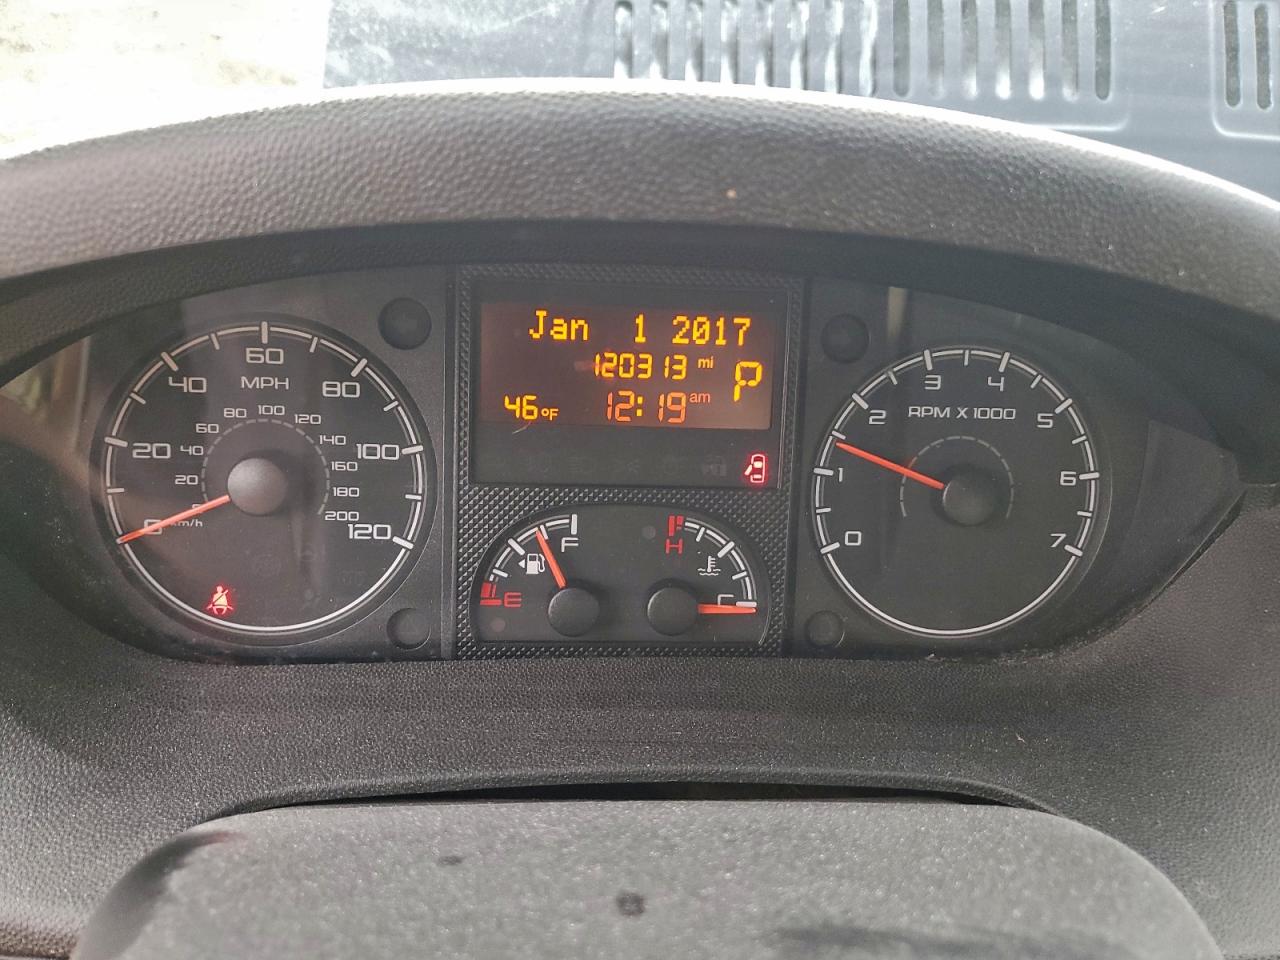 Jan 1 2017
120313 mi
P
46°F 12:19 am
MPH
0 20 40 60 80 100 120
20 40 60 80 100 120 140 160 180 200
km/h
E F
H C
RPM X 1000
0 1 2 3 4 5 6 7